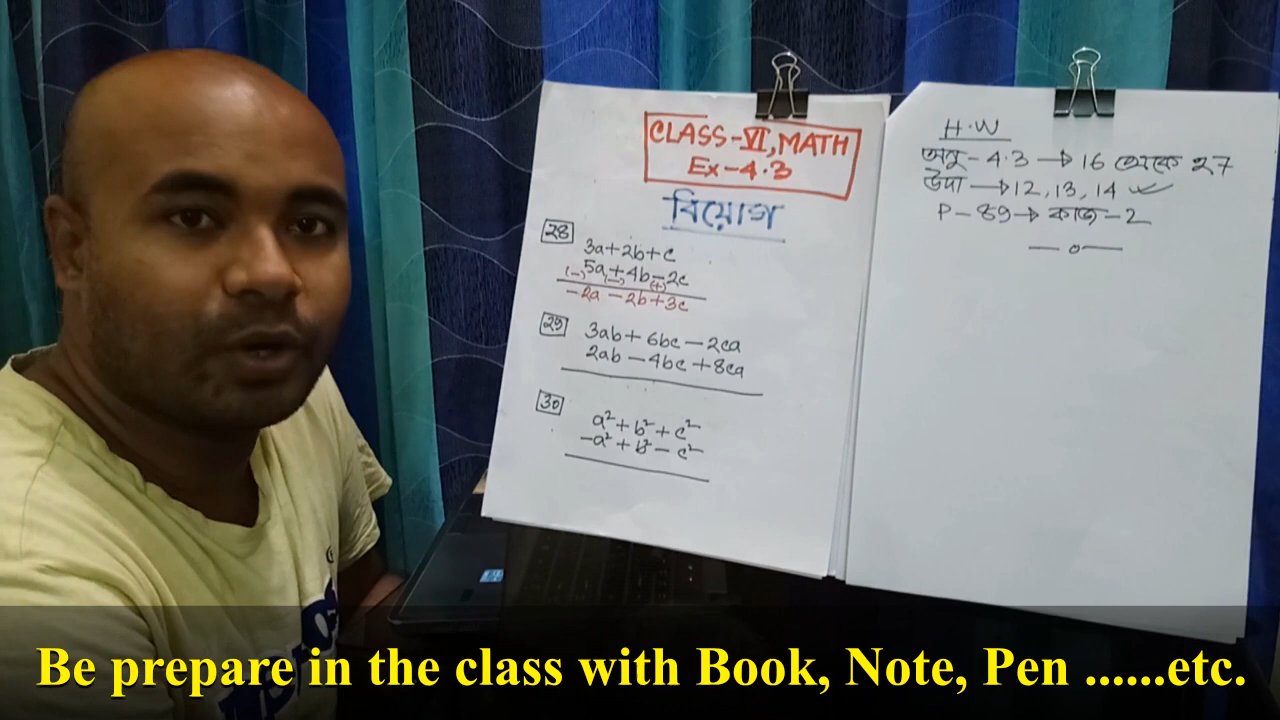 CLASS-VI, MATH
Ex-4.3
বিয়োগ
28
3a+2b+c
5a+4b-2c
(-) (-) (+)
-2a-2b+3c
29
3ab+6bc-2ca
2ab-4bc+8ca
30
a²+b²+c²
-a²+b²-c²
H.W
অনু-4.3→16 থেকে 27
উদা→12,13,14 ✓
P-89→কাজ-2
—o—
Be prepare in the class with Book, Note, Pen ......etc.